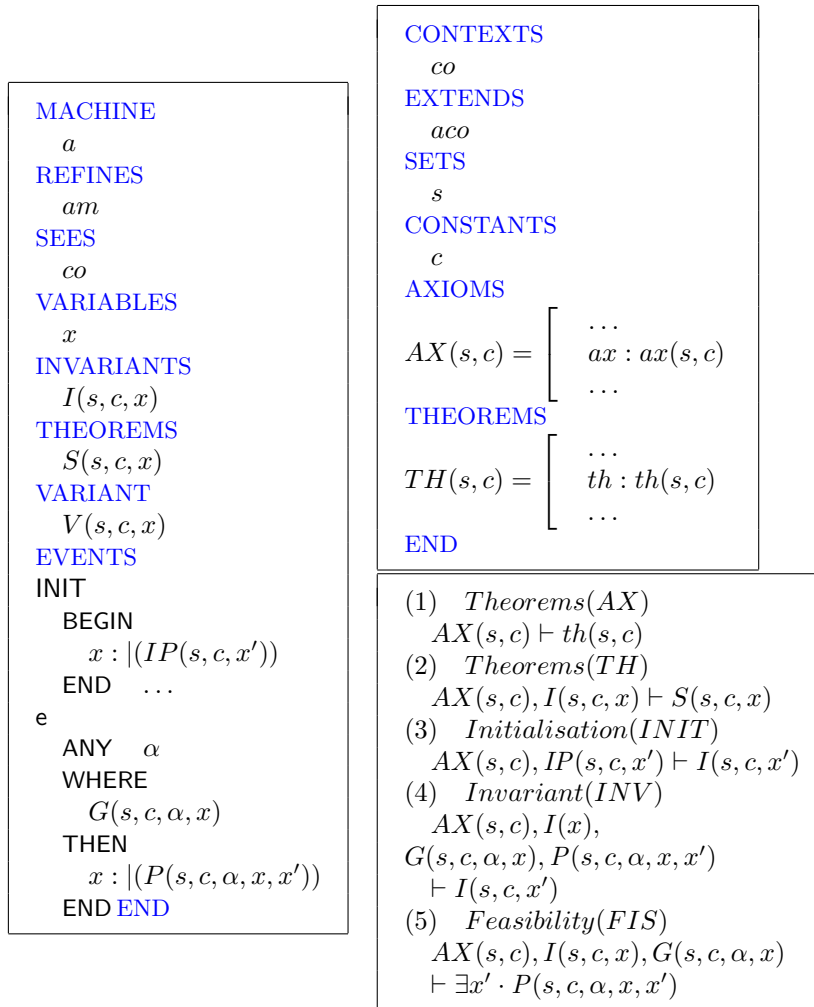 MACHINE
a
REFINES
am
SEES
co
VARIABLES
x
INVARIANTS
I(s, c, x)
THEOREMS
S(s, c, x)
VARIANT
V(s, c, x)
EVENTS
INIT
BEGIN
x : |(IP(s, c, x′))
END . . .
e
ANY α
WHERE
G(s, c, α, x)
THEN
x : |(P(s, c, α, x, x′))
END END
CONTEXTS
co
EXTENDS
aco
SETS
s
CONSTANTS
c
AXIOMS
. . .
AX(s, c) = [ ax : ax(s, c)
. . .
THEOREMS
. . .
TH(s, c) = [ th : th(s, c)
. . .
END
(1) Theorems(AX)
AX(s, c) ⊢ th(s, c)
(2) Theorems(TH)
AX(s, c), I(s, c, x) ⊢ S(s, c, x)
(3) Initialisation(INIT)
AX(s, c), IP(s, c, x′) ⊢ I(s, c, x′)
(4) Invariant(INV)
AX(s, c), I(x),
G(s, c, α, x), P(s, c, α, x, x′)
⊢ I(s, c, x′)
(5) Feasibility(FIS)
AX(s, c), I(s, c, x), G(s, c, α, x)
⊢ ∃x′ · P(s, c, α, x, x′)